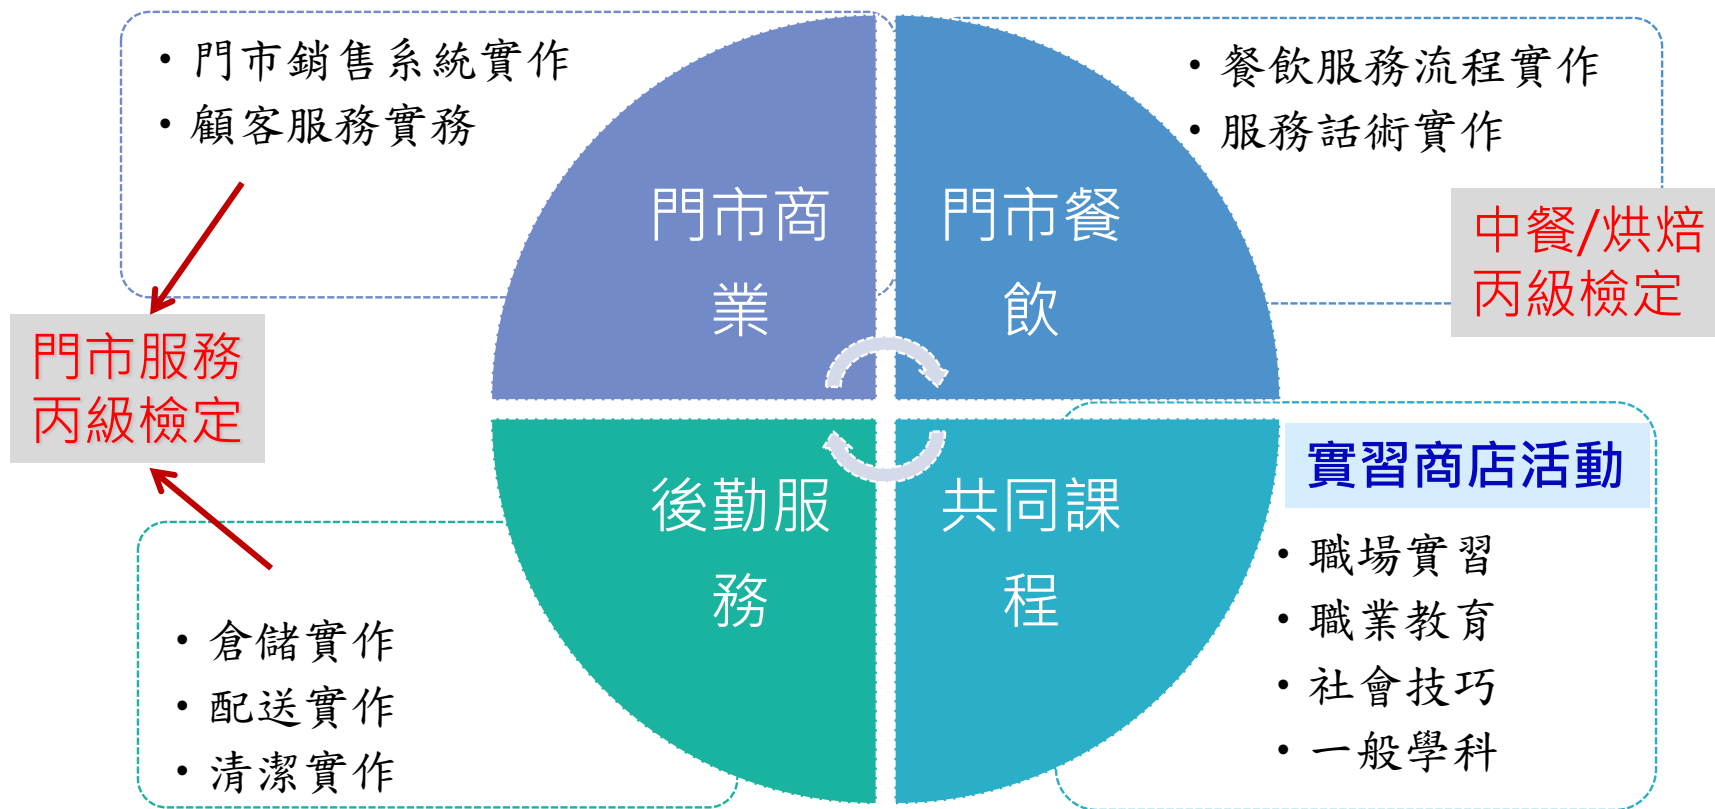 • 門市銷售系統實作
• 顧客服務實務
門市商
業
門市餐
飲
• 餐飲服務流程實作
• 服務話術實作
中餐/烘焙
丙級檢定
門市服務
丙級檢定
後勤服
務
共同課
程
• 倉儲實作
• 配送實作
• 清潔實作
實習商店活動
• 職場實習
• 職業教育
• 社會技巧
• 一般學科